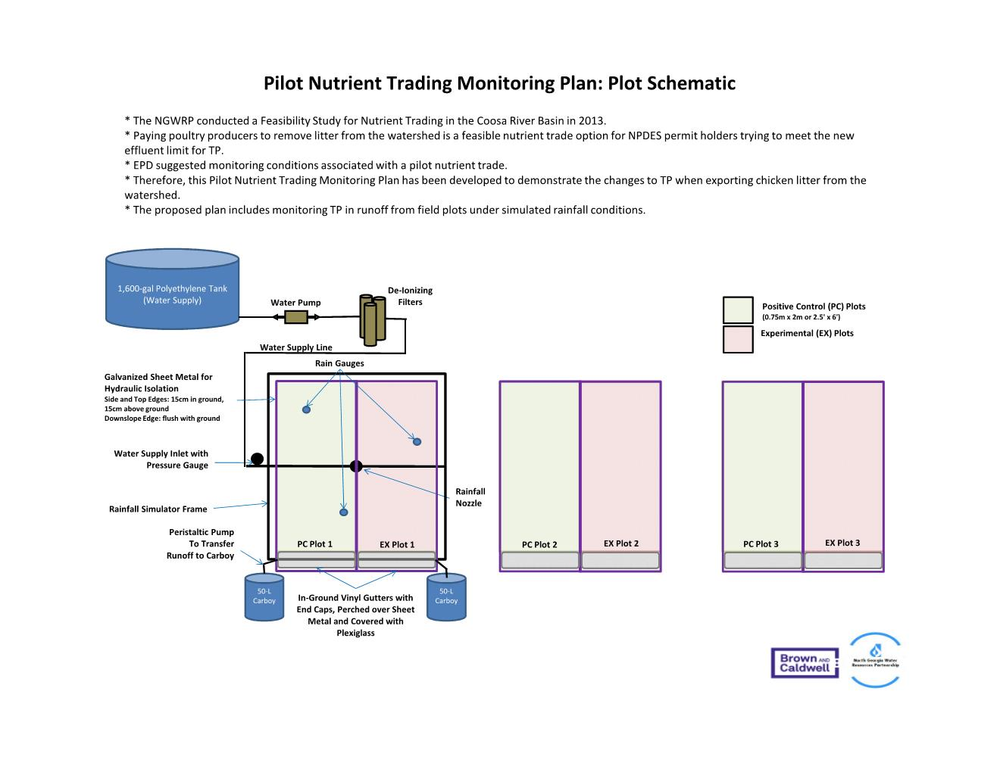 Pilot Nutrient Trading Monitoring Plan: Plot Schematic
* The NGWRP conducted a Feasibility Study for Nutrient Trading in the Coosa River Basin in 2013.
* Paying poultry producers to remove litter from the watershed is a feasible nutrient trade option for NPDES permit holders trying to meet the new
effluent limit for TP.
* EPD suggested monitoring conditions associated with a pilot nutrient trade.
* Therefore, this Pilot Nutrient Trading Monitoring Plan has been developed to demonstrate the changes to TP when exporting chicken litter from the
watershed.
* The proposed plan includes monitoring TP in runoff from field plots under simulated rainfall conditions.
1,600-gal Polyethylene Tank
(Water Supply)
Water Pump
De-Ionizing
Filters
Water Supply Line
Rain Gauges
Positive Control (PC) Plots
(0.75m x 2m or 2.5' x 6')
Experimental (EX) Plots
Galvanized Sheet Metal for
Hydraulic Isolation
Side and Top Edges: 15cm in ground,
15cm above ground
Downslope Edge: flush with ground
Water Supply Inlet with
Pressure Gauge
Rainfall Simulator Frame
Rainfall
Nozzle
Peristaltic Pump
To Transfer
Runoff to Carboy
PC Plot 1
EX Plot 1
PC Plot 2
EX Plot 2
PC Plot 3
EX Plot 3
50-L
Carboy
50-L
Carboy
In-Ground Vinyl Gutters with
End Caps, Perched over Sheet
Metal and Covered with
Plexiglass
Brown AND
Caldwell
North Georgia Water
Resources Partnership